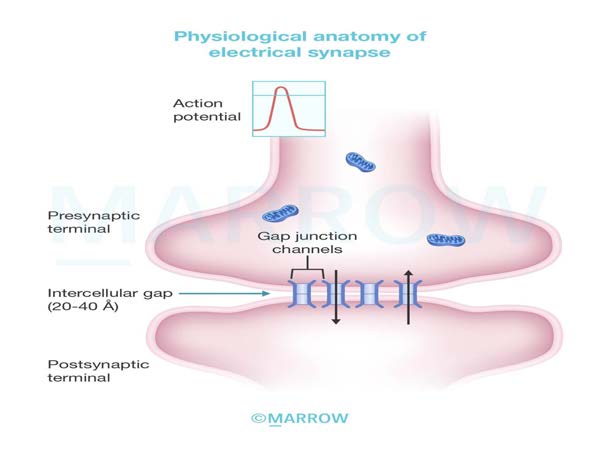 Physiological anatomy of
electrical synapse
Action
potential
MARROW
Presynaptic
terminal
Gap junction
channels
Intercellular gap
(20-40 Å)
Postsynaptic
terminal
©MARROW